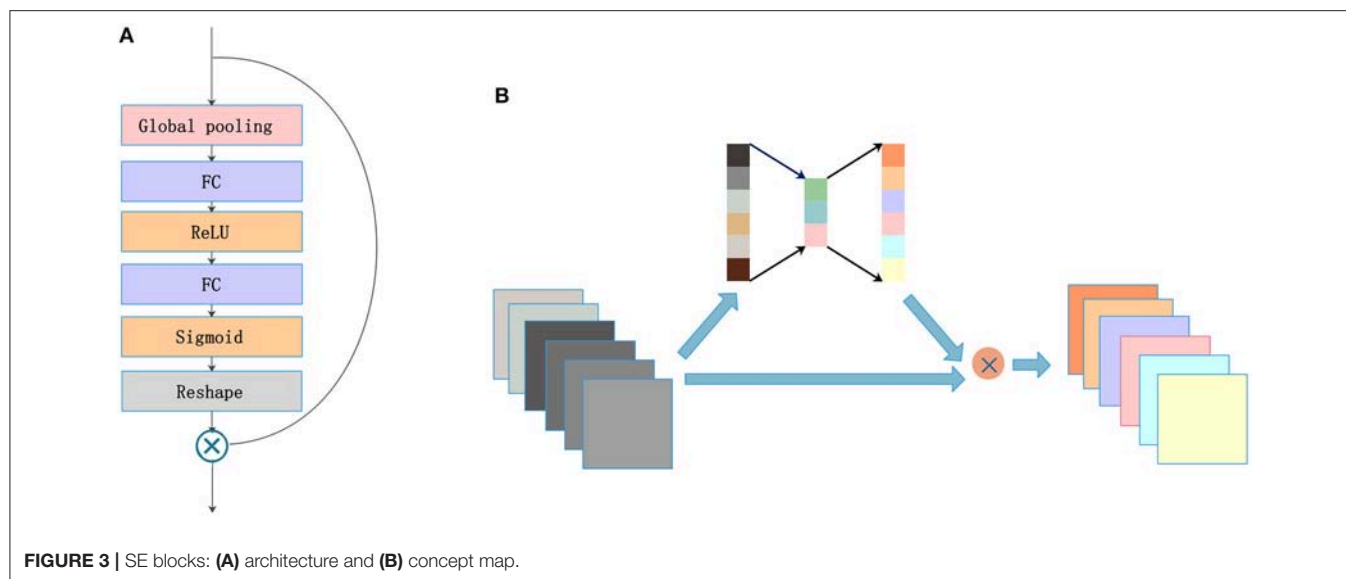 A
Global pooling
FC
ReLU
FC
Sigmoid
Reshape
B
FIGURE 3 | SE blocks: (A) architecture and (B) concept map.